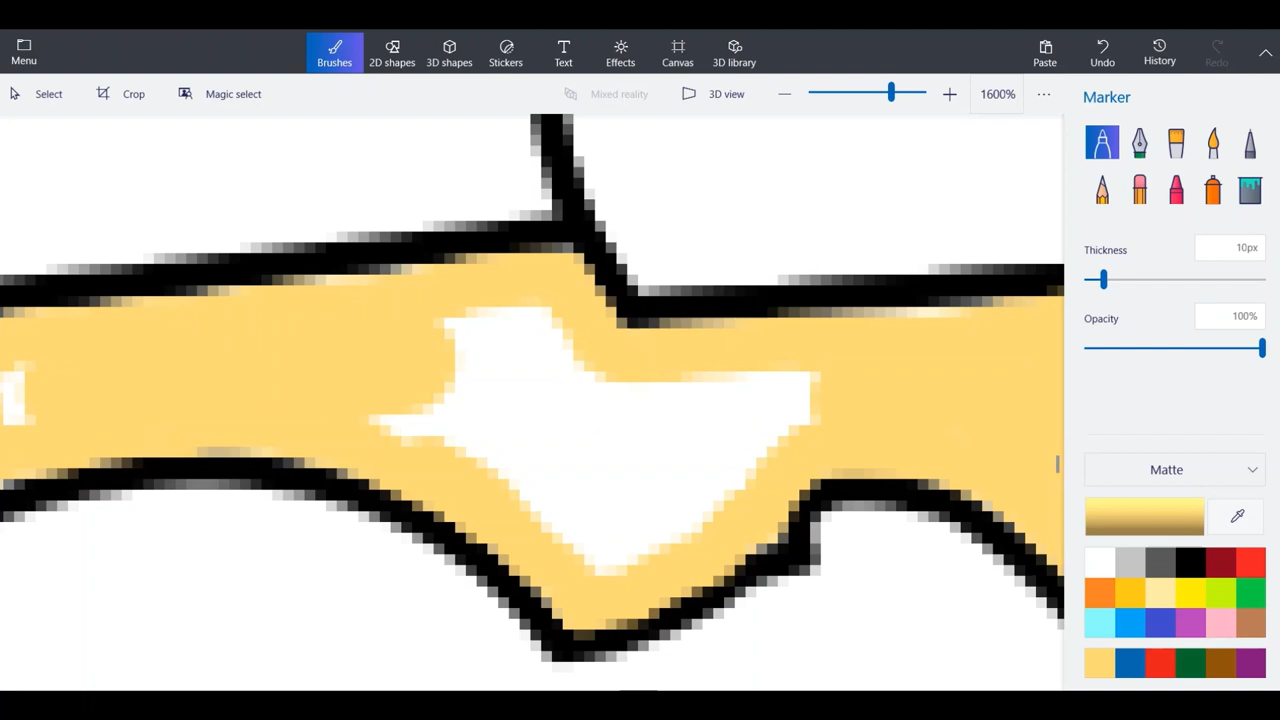 Menu
Brushes
2D shapes
3D shapes
Stickers
Text
Effects
Canvas
3D library
Paste
Undo
History
Redo
Select
Crop
Magic select
Mixed reality
3D view
1600%
Marker
Thickness
10px
Opacity
100%
Matte